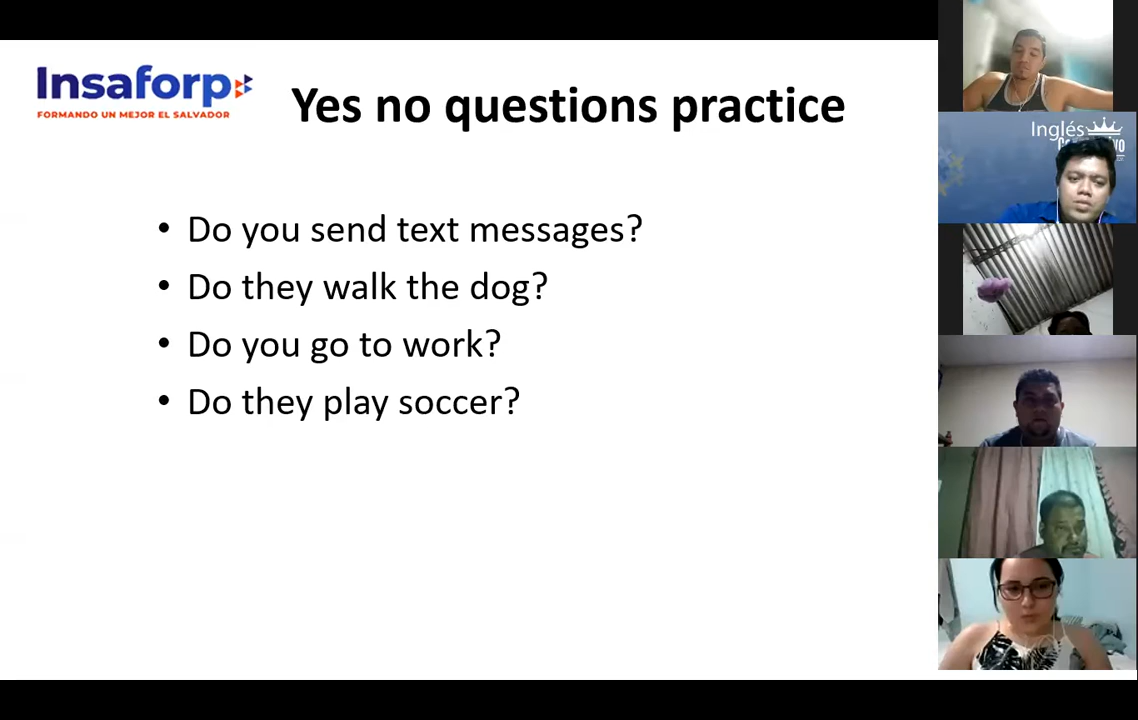 Insaforp
FORMANDO UN MEJOR EL SALVADOR
Yes no questions practice
• Do you send text messages?
• Do they walk the dog?
• Do you go to work?
• Do they play soccer?
Inglés